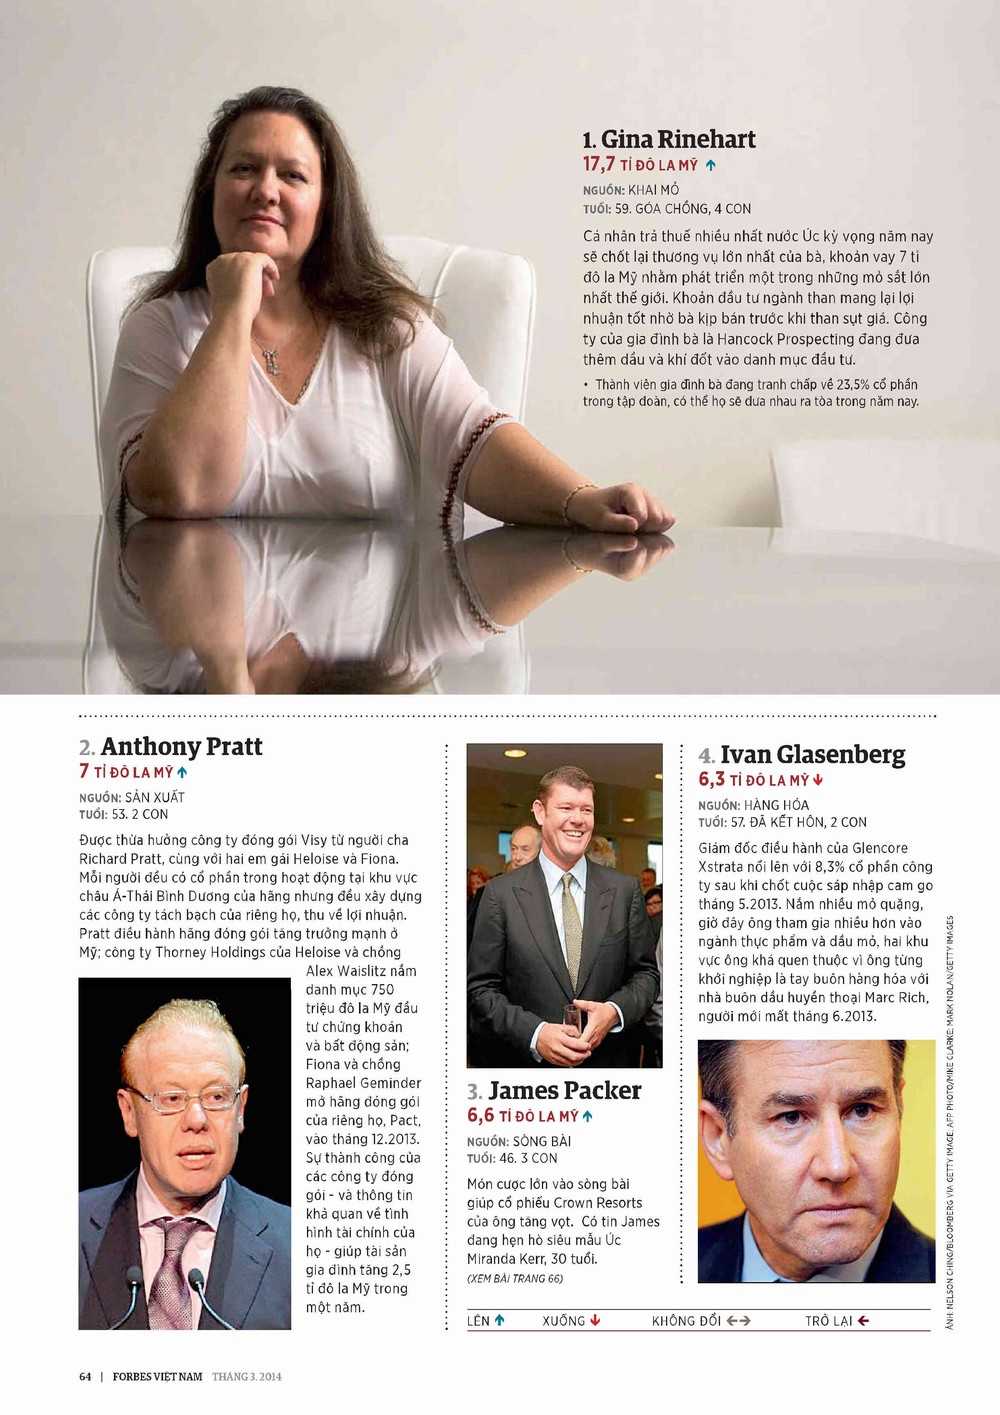 1. Gina Rinehart
17,7 TỈ ĐÔ LA MỸ ↑
NGUỒN: KHAI MỎ
TUỔI: 59. GÓA CHỒNG, 4 CON
Cá nhân trả thuế nhiều nhất nước Úc kỳ vọng năm nay
sẽ chốt lại thương vụ lớn nhất của bà, khoản vay 7 tỉ
đô la Mỹ nhằm phát triển một trong những mỏ sắt lớn
nhất thế giới. Khoản đầu tư ngành than mang lại lợi
nhuận tốt nhờ bà kịp bán trước khi than sụt giá. Công
ty của gia đình bà là Hancock Prospecting đang đưa
thêm dầu và khí đốt vào danh mục đầu tư.
• Thành viên gia đình bà đang tranh chấp về 23,5% cổ phần
trong tập đoàn, có thể họ sẽ đưa nhau ra tòa trong năm nay.
2. Anthony Pratt
7 TỈ ĐÔ LA MỸ ↑
NGUỒN: SẢN XUẤT
TUỔI: 53. 2 CON
Được thừa hưởng công ty đóng gói Visy từ người cha
Richard Pratt, cùng với hai em gái Heloise và Fiona.
Mỗi người đều có cổ phần trong hoạt động tại khu vực
châu Á-Thái Bình Dương của hãng nhưng đều xây dựng
các công ty tách bạch của riêng họ, thu về lợi nhuận.
Pratt điều hành hãng đóng gói tăng trưởng mạnh ở
Mỹ; công ty Thorney Holdings của Heloise và chồng
Alex Waislitz nắm
danh mục 750
triệu đô la Mỹ đầu
tư chứng khoán
và bất động sản;
Fiona và chồng
Raphael Geminder
mở hãng đóng gói
của riêng họ, Pact,
vào tháng 12.2013.
Sự thành công của
các công ty đóng
gói - và thông tin
khả quan về tình
hình tài chính của
họ - giúp tài sản
gia đình tăng 2,5
tỉ đô la Mỹ trong
một năm.
3. James Packer
6,6 TỈ ĐÔ LA MỸ ↑
NGUỒN: SÒNG BÀI
TUỔI: 46. 3 CON
Món cược lớn vào sòng bài
giúp cổ phiếu Crown Resorts
của ông tăng vọt. Có tin James
đang hẹn hò siêu mẫu Úc
Miranda Kerr, 30 tuổi.
(XEM BÀI TRANG 66)
4. Ivan Glasenberg
6,3 TỈ ĐÔ LA MỸ ↓
NGUỒN: HÀNG HÓA
TUỔI: 57. ĐÃ KẾT HÔN, 2 CON
Giám đốc điều hành của Glencore
Xstrata nổi lên với 8,3% cổ phần công
ty sau khi chốt cuộc sáp nhập cam go
tháng 5.2013. Nắm nhiều mỏ quặng,
giờ đây ông tham gia nhiều hơn vào
ngành thực phẩm và dầu mỏ, hai khu
vực ông khá quen thuộc vì ông từng
khởi nghiệp là tay buôn hàng hóa với
nhà buôn dầu huyền thoại Marc Rich,
người mới mất tháng 6.2013.
LÊN ↑ XUỐNG ↓ KHÔNG ĐỔI ←→ TRỞ LẠI ←
ẢNH: NELSON CHING/BLOOMBERG VIA GETTY IMAGE; AFP PHOTO/MIKE CLARKE; MARK NOLAN/GETTY IMAGES
64 | FORBES VIỆT NAM THÁNG 3. 2014